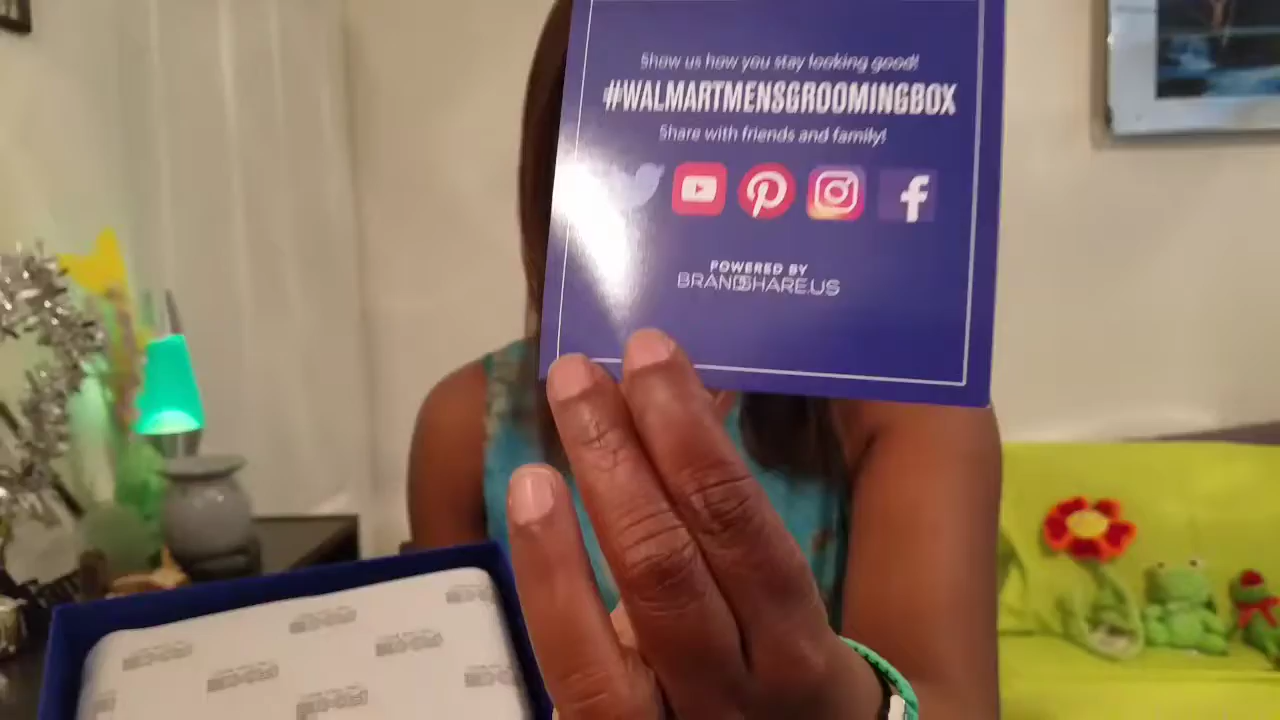 Show us how you stay looking good!
#WALMARTMENSGROOMINGBOX
Share with friends and family!
POWERED BY
BRANDSHARE.US